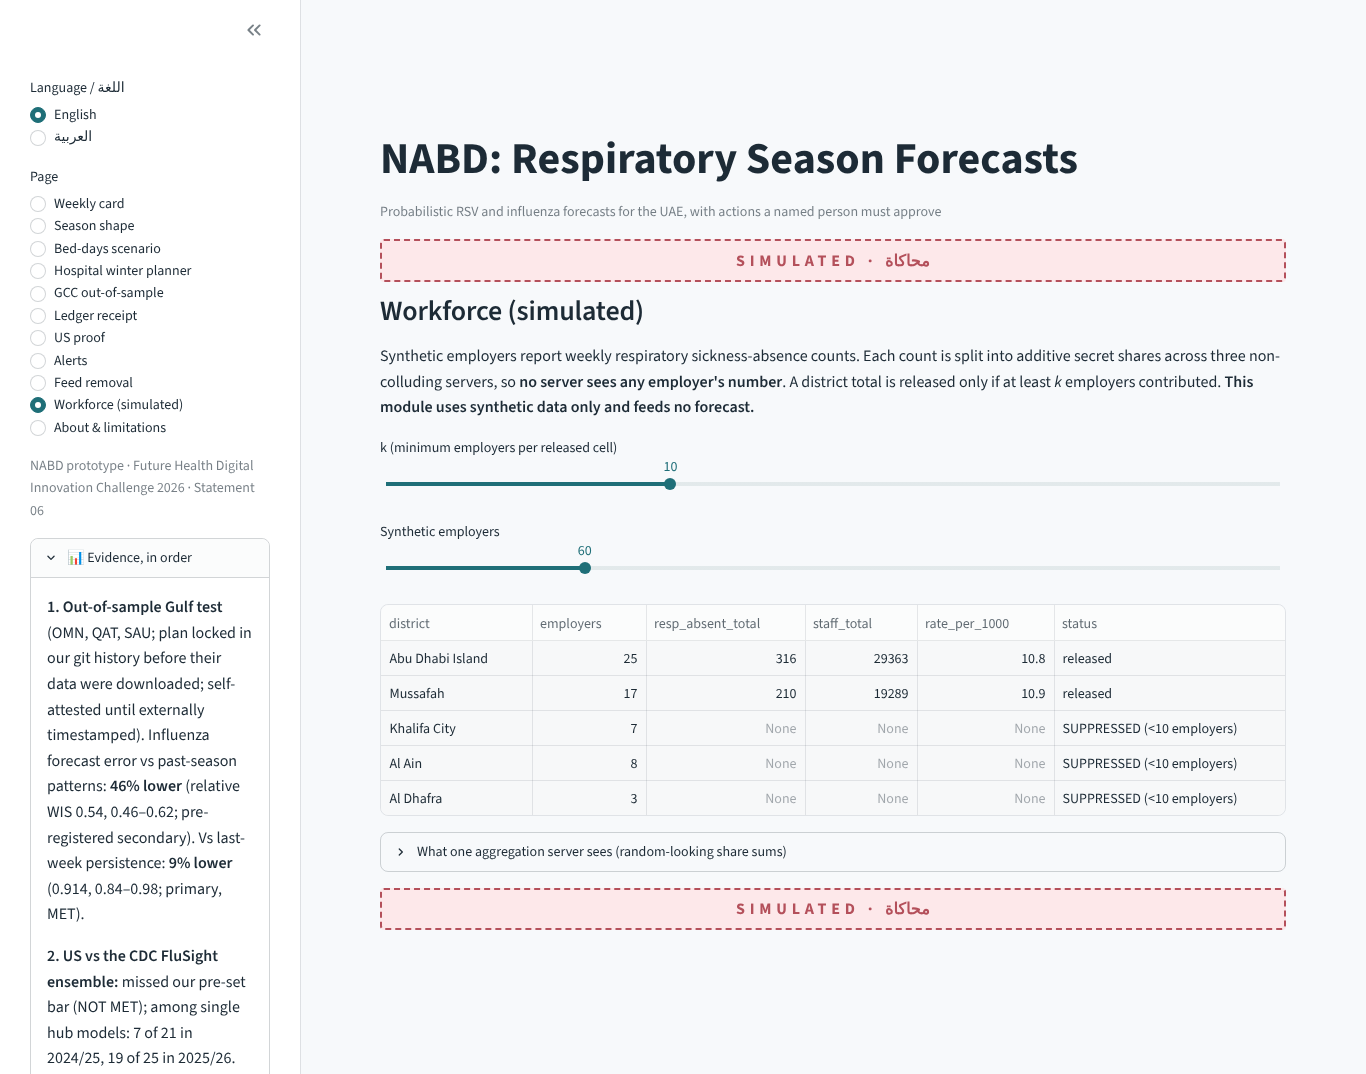 Language / اللغة
English
العربية
Page
Weekly card
Season shape
Bed-days scenario
Hospital winter planner
GCC out-of-sample
Ledger receipt
US proof
Alerts
Feed removal
Workforce (simulated)
About & limitations
NABD prototype · Future Health Digital
Innovation Challenge 2026 · Statement
06
📊 Evidence, in order
1. Out-of-sample Gulf test
(OMN, QAT, SAU; plan locked in
our git history before their
data were downloaded; self-
attested until externally
timestamped). Influenza
forecast error vs past-season
patterns: 46% lower (relative
WIS 0.54, 0.46–0.62; pre-
registered secondary). Vs last-
week persistence: 9% lower
(0.914, 0.84–0.98; primary,
MET).
2. US vs the CDC FluSight
ensemble: missed our pre-set
bar (NOT MET); among single
hub models: 7 of 21 in
2024/25, 19 of 25 in 2025/26.
NABD: Respiratory Season Forecasts
Probabilistic RSV and influenza forecasts for the UAE, with actions a named person must approve
SIMULATED · محاكاة
Workforce (simulated)
Synthetic employers report weekly respiratory sickness-absence counts. Each count is split into additive secret shares across three non-
colluding servers, so no server sees any employer's number. A district total is released only if at least k employers contributed. This
module uses synthetic data only and feeds no forecast.
k (minimum employers per released cell)
10
Synthetic employers
60
district employers resp_absent_total staff_total rate_per_1000 status
Abu Dhabi Island 25 316 29363 10.8 released
Mussafah 17 210 19289 10.9 released
Khalifa City 7 None None None SUPPRESSED (<10 employers)
Al Ain 8 None None None SUPPRESSED (<10 employers)
Al Dhafra 3 None None None SUPPRESSED (<10 employers)
What one aggregation server sees (random-looking share sums)
SIMULATED · محاكاة